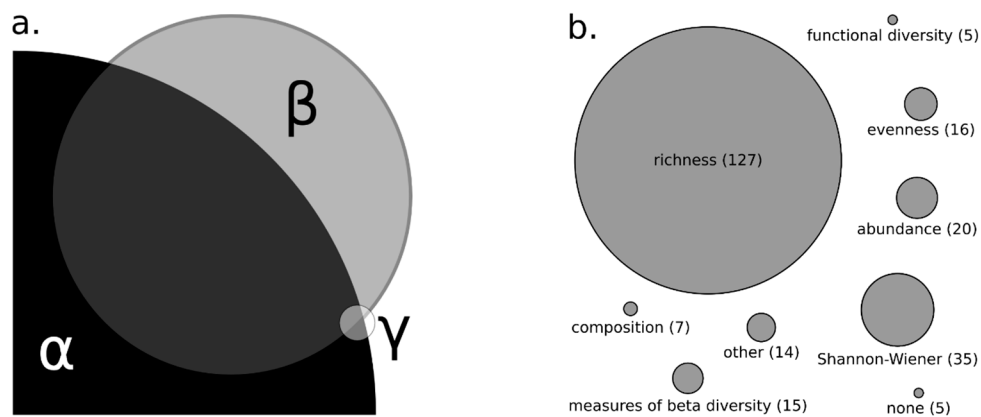 a.
β
α
γ
b.
functional diversity (5)
evenness (16)
richness (127)
abundance (20)
composition (7)
other (14)
Shannon-Wiener (35)
measures of beta diversity (15)
none (5)